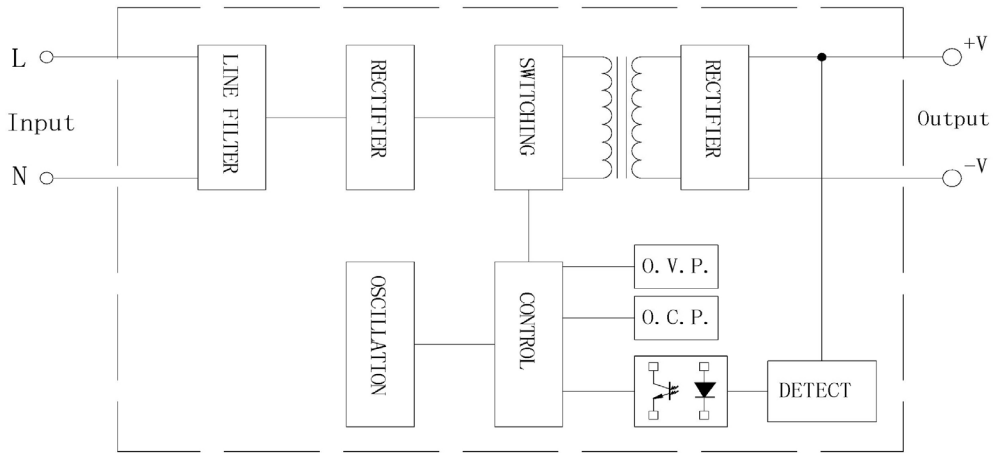 L
Input
N
LINE FILTER
RECTIFIER
SWITCHING
RECTIFIER
+V
Output
-V
OSCILLATION
CONTROL
O.V.P.
O.C.P.
DETECT